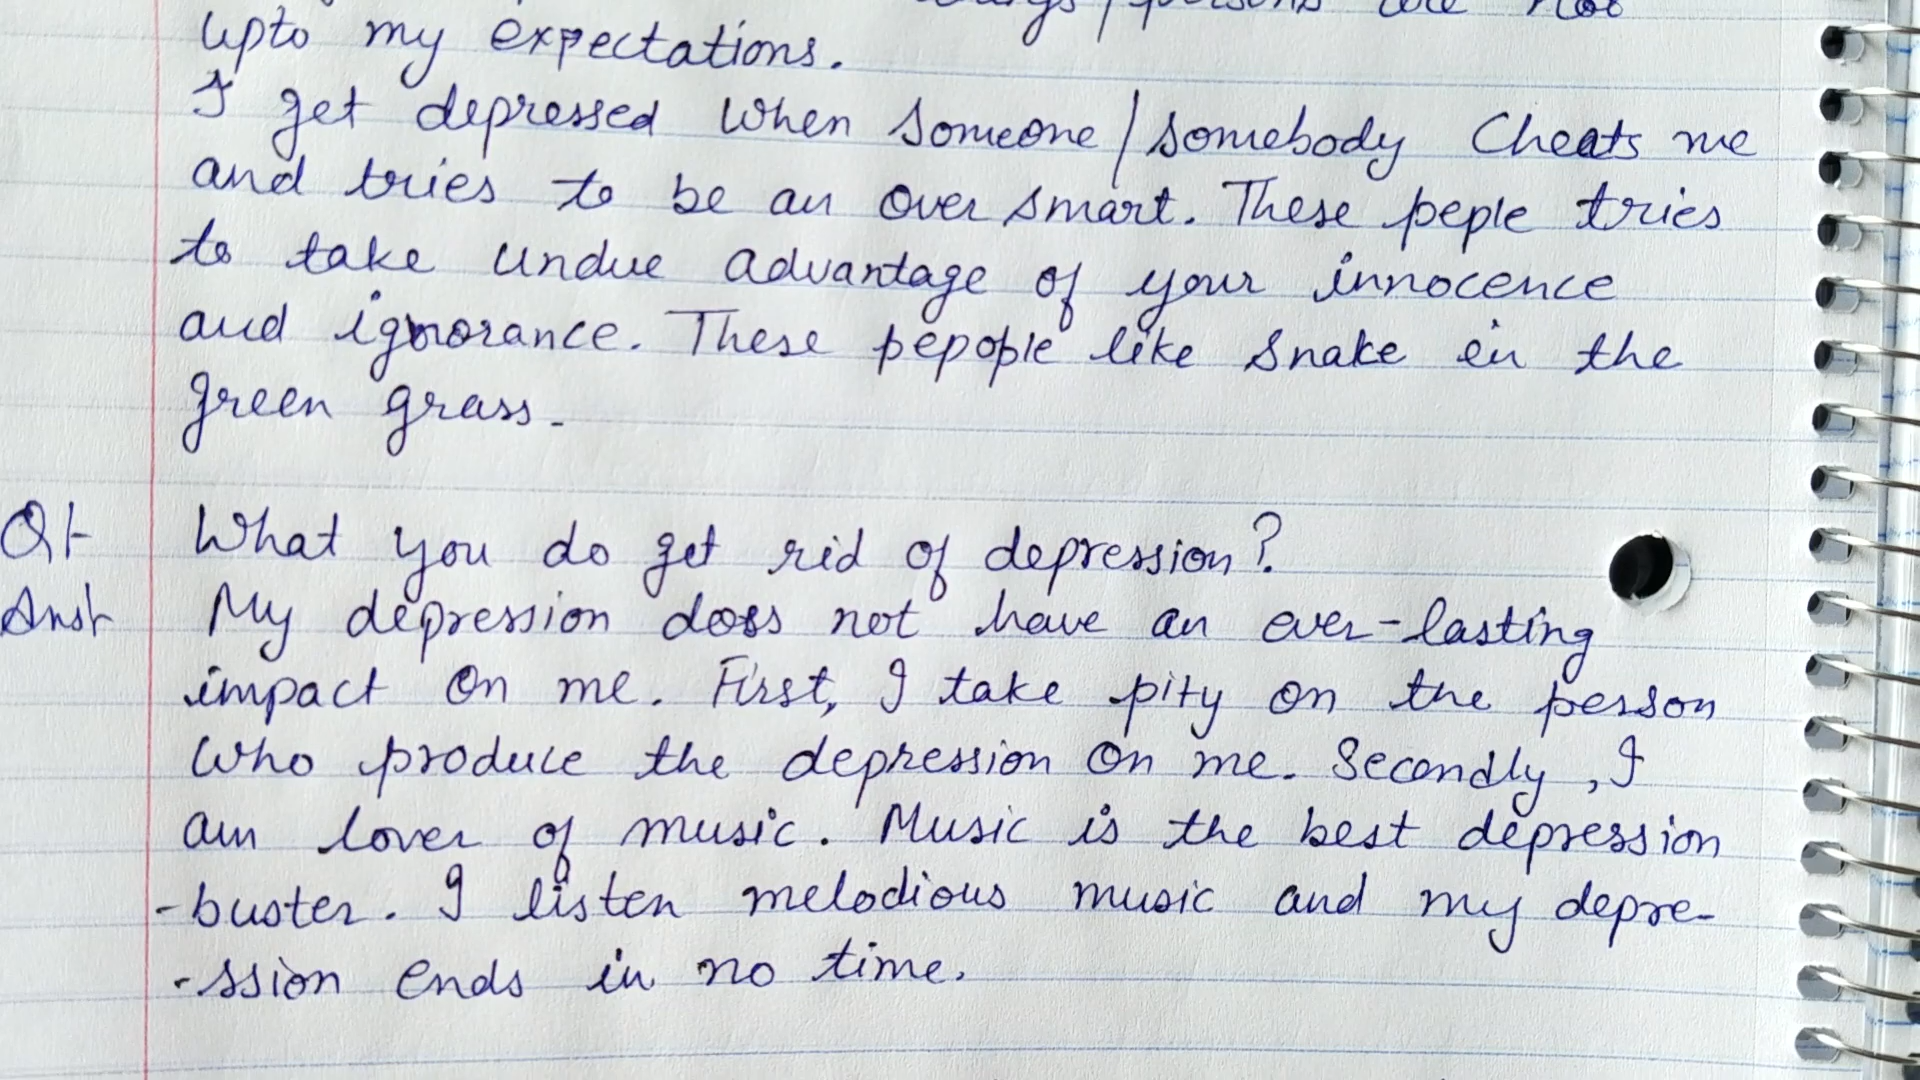 upto my expectations.
I get depressed when someone/somebody cheats me
and tries to be an over smart. These peple tries
to take undue advantage of your innocence
and ignorance. These pepople like snake in the
green grass.
Q1- What you do get rid of depression?
Ans1- My depression does not have an ever-lasting
impact on me. First, I take pity on the person
who produce the depression on me. Secondly, I
am lover of music. Music is the best depression
-buster. I listen melodious music and my depre-
-ssion ends in no time.